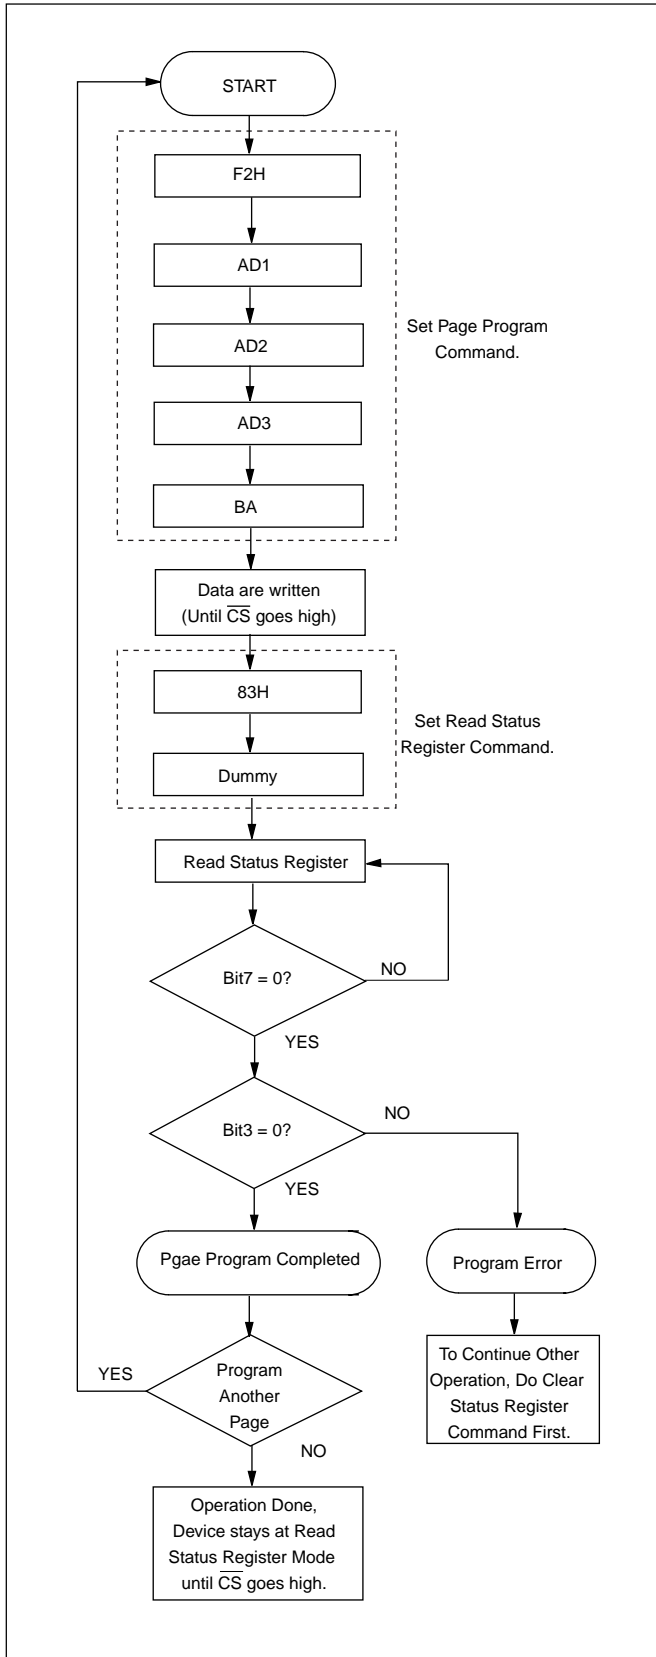 START
F2H
AD1
AD2
AD3
BA
Set Page Program
Command.
Data are written
(Until C̅S̅ goes high)
83H
Dummy
Set Read Status
Register Command.
Read Status Register
Bit7 = 0?
NO
YES
Bit3 = 0?
NO
YES
Pgae Program Completed
Program Error
To Continue Other
Operation, Do Clear
Status Register
Command First.
YES
Program
Another
Page
NO
Operation Done,
Device stays at Read
Status Register Mode
until C̅S̅ goes high.